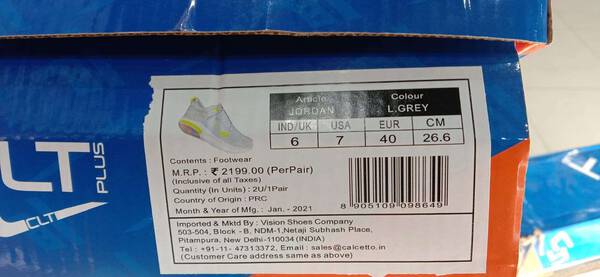 LT
PLUS
CLT
Article
JORDAN
Colour
L.GREY
IND/UK USA EUR CM
6 7 40 26.6
Contents : Footwear
M.R.P. : ₹ 2199.00 (PerPair)
(Inclusive of all Taxes)
Quantity (In Units) : 2U/1Pair
Country of Origin : PRC
Month & Year of Mfg. : Jan. - 2021
8 905109 098649
Imported & Mktd By : Vision Shoes Company
503-504, Block - B, NDM-1,Netaji Subhash Place,
Pitampura, New Delhi-110034 (INDIA)
Tel : +91-11- 47313372, Email : sales@calcetto.in
(Customer Care address same as above)